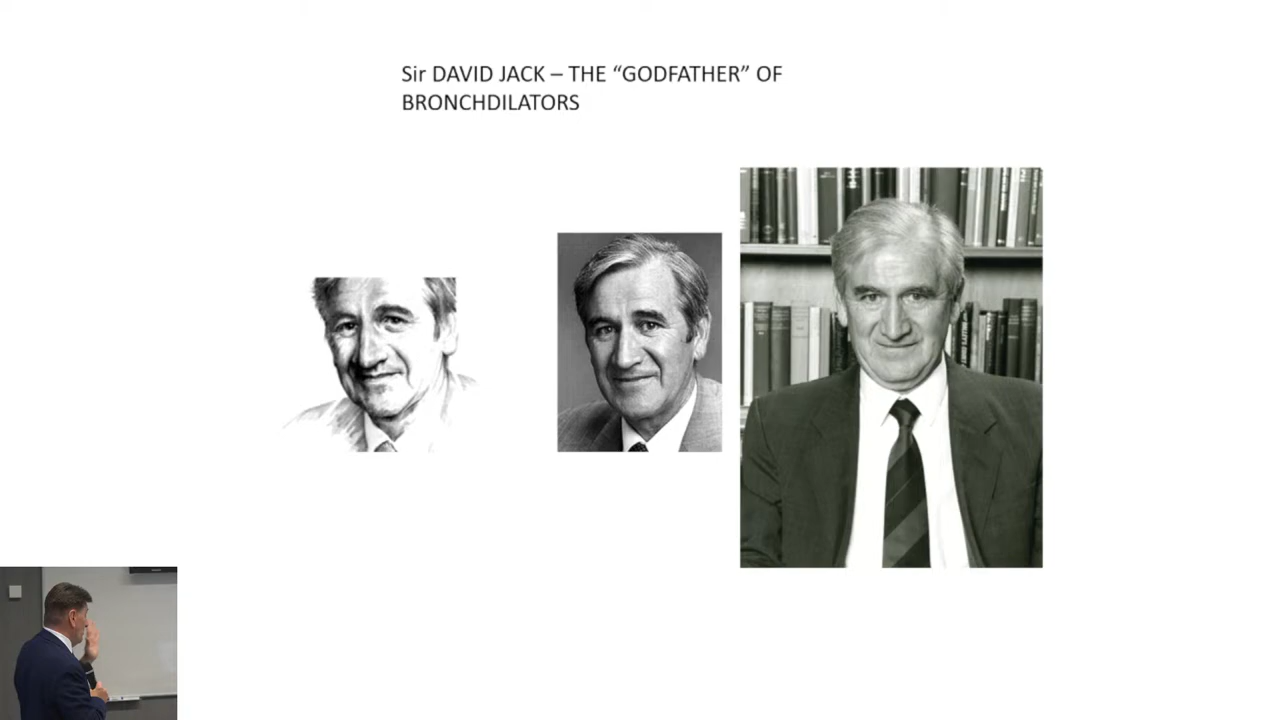 Sir DAVID JACK – THE “GODFATHER” OF
BRONCHDILATORS